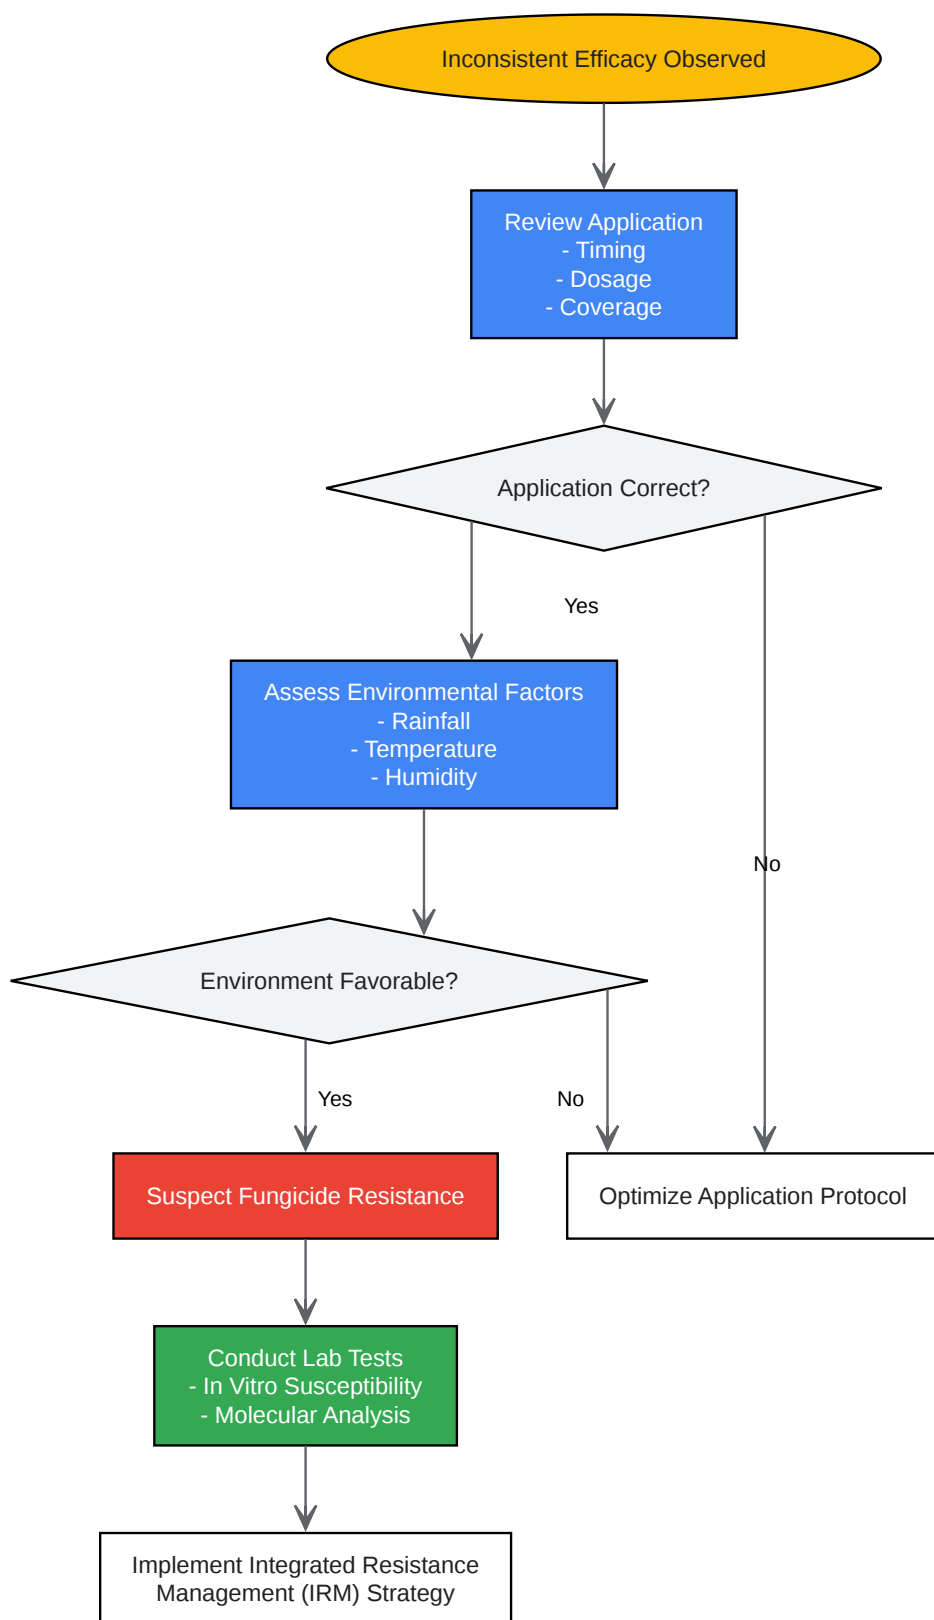 Inconsistent Efficacy Observed
Review Application
- Timing
- Dosage
- Coverage
Application Correct?
Yes
Assess Environmental Factors
- Rainfall
- Temperature
- Humidity
No
Environment Favorable?
Yes
No
Suspect Fungicide Resistance
Optimize Application Protocol
Conduct Lab Tests
- In Vitro Susceptibility
- Molecular Analysis
Implement Integrated Resistance
Management (IRM) Strategy